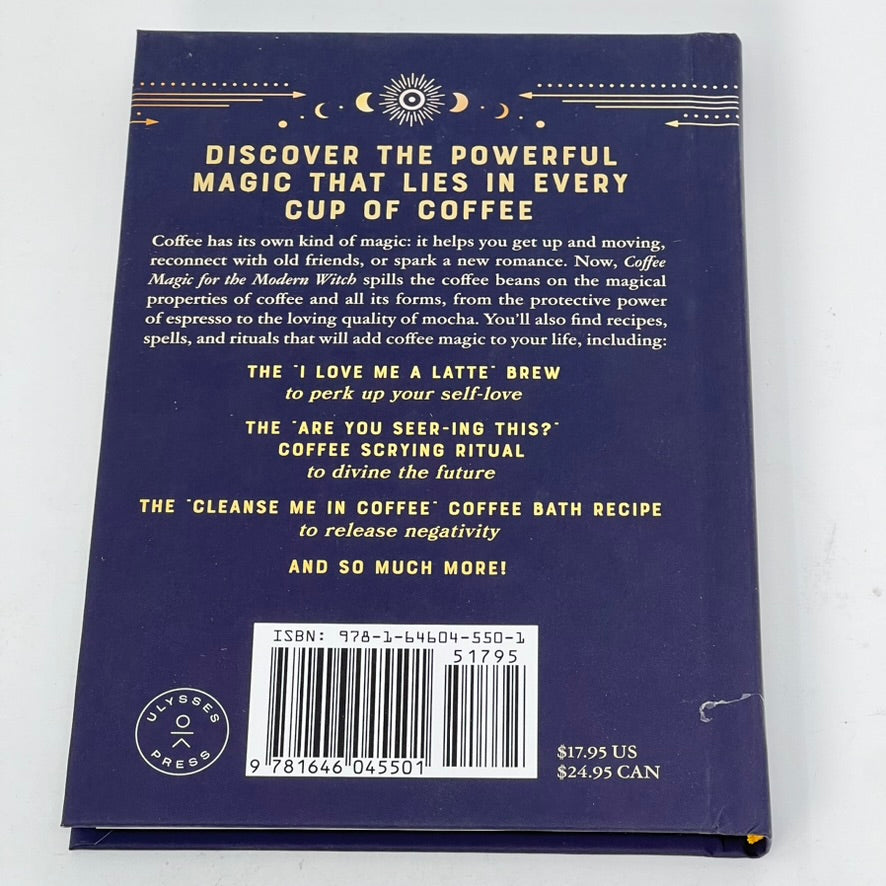 DISCOVER THE POWERFUL
MAGIC THAT LIES IN EVERY
CUP OF COFFEE
Coffee has its own kind of magic: it helps you get up and moving,
reconnect with old friends, or spark a new romance. Now, Coffee
Magic for the Modern Witch spills the coffee beans on the magical
properties of coffee and all its forms, from the protective power
of espresso to the loving quality of mocha. You'll also find recipes,
spells, and rituals that will add coffee magic to your life, including:
THE "I LOVE ME A LATTE" BREW
to perk up your self-love
THE "ARE YOU SEER-ING THIS?"
COFFEE SCRYING RITUAL
to divine the future
THE "CLEANSE ME IN COFFEE" COFFEE BATH RECIPE
to release negativity
AND SO MUCH MORE!
ISBN: 978-1-64604-550-1
51795
9 781646 045501
ULYSSES
PRESS
$17.95 US
$24.95 CAN